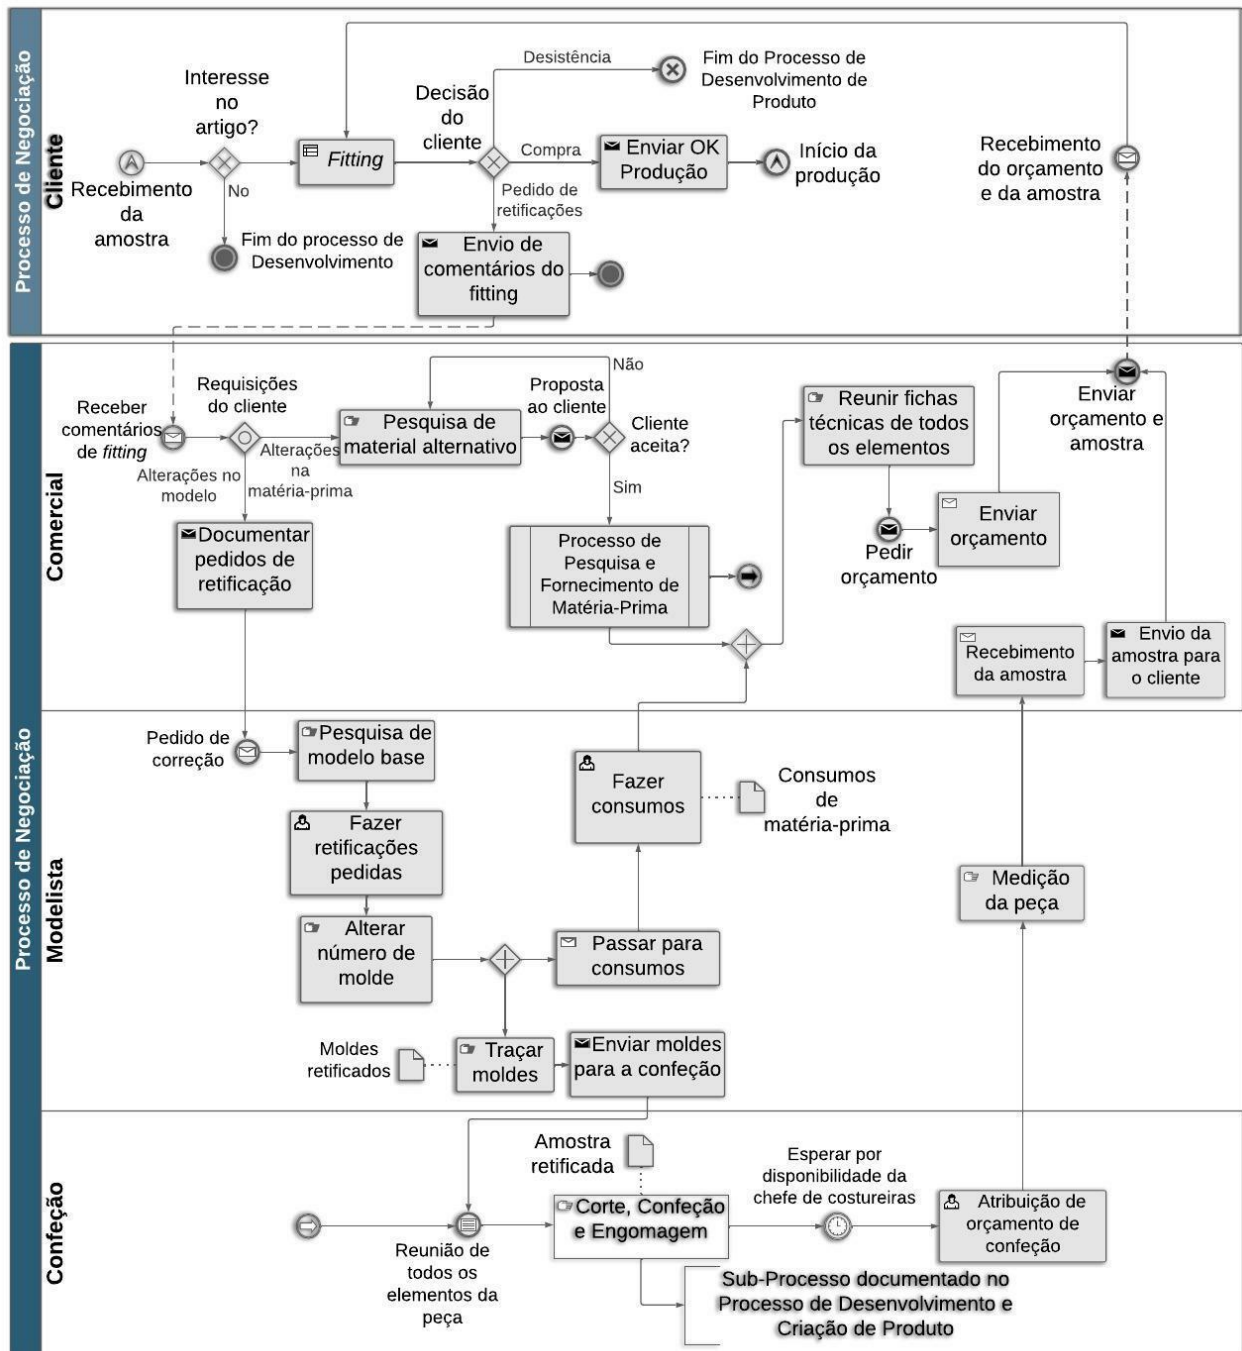 Processo de Negociação
Cliente
Interesse
no
artigo?
Recebimento
da
amostra
No
Fim do processo de
Desenvolvimento
Fitting
Decisão
do
cliente
Desistência
Fim do Processo de
Desenvolvimento de
Produto
Compra
Enviar OK
Produção
Início da
produção
Pedido de
retificações
Envio de
comentários do
fitting
Recebimento
do orçamento
e da amostra
Processo de Negociação
Comercial
Receber
comentários
de fitting
Requisições
do cliente
Alterações no
modelo
Alterações
na
matéria-prima
Documentar
pedidos de
retificação
Pesquisa de
material alternativo
Proposta
ao cliente
Não
Cliente
aceita?
Sim
Processo de
Pesquisa e
Fornecimento de
Matéria-Prima
Reunir fichas
técnicas de todos
os elementos
Pedir
orçamento
Enviar
orçamento
Enviar
orçamento e
amostra
Recebimento
da amostra
Envio da
amostra para
o cliente
Modelista
Pedido de
correção
Pesquisa de
modelo base
Fazer
retificações
pedidas
Alterar
número de
molde
Passar para
consumos
Fazer
consumos
Consumos
de
matéria-prima
Moldes
retificados
Traçar
moldes
Enviar moldes
para a confeção
Medição
da peça
Confeção
Reunião de
todos os
elementos da
peça
Amostra
retificada
Corte, Confeção
e Engomagem
Esperar por
disponibilidade da
chefe de costureiras
Atribuição de
orçamento de
confeção
Sub-Processo documentado no
Processo de Desenvolvimento e
Criação de Produto